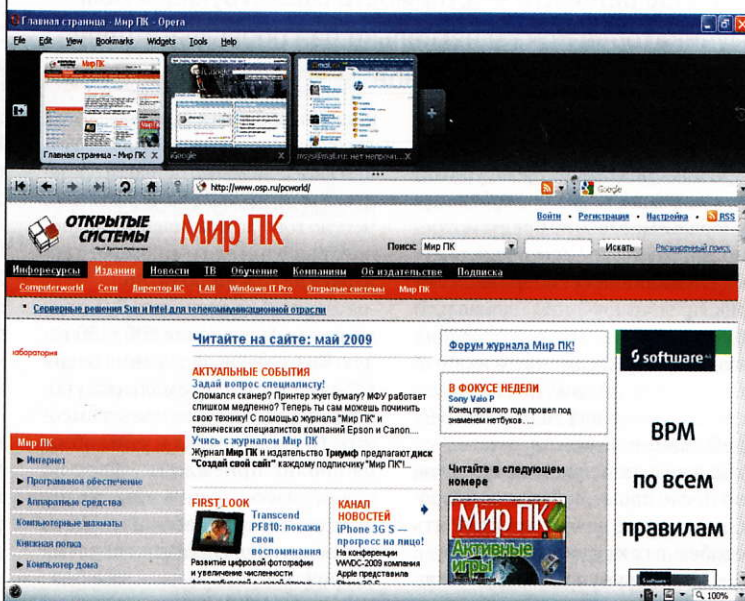 Главная страница - Мир ПК - Opera
File Edit View Bookmarks Widgets Tools Help
Главная страница - Мир ПК X
iGoogle X
X
http://www.osp.ru/pcworld/
Google
ОТКРЫТЫЕ СИСТЕМЫ
Мир ПК
Войти • Регистрация • Настройка • RSS
Поиск: Мир ПК Искать Расширенный поиск
Инфоресурсы Издания Новости ТВ Обучение Компаниям Об издательстве Подписка
Computerworld Сети Директор ИС LAN Windows IT Pro Открытые системы Мир ПК
Серверные решения Sun и Intel для телекоммуникационной отрасли
лаборатория
Мир ПК
Интернет
Программное обеспечение
Аппаратные средства
Компьютерные шахматы
Книжная полка
Компьютер дома
Читайте на сайте: май 2009
АКТУАЛЬНЫЕ СОБЫТИЯ
Задай вопрос специалисту!
Сломался сканер? Принтер жует бумагу? МФУ работает
слишком медленно? Теперь ты сам можешь починить
свою технику! С помощью журнала "Мир ПК" и
технических специалистов компаний Epson и Canon....
Учись с журналом Мир ПК
Журнал Мир ПК и издательство Триумф предлагают диск
"Создай свой сайт" каждому подписчику "Мир ПК"!...
FIRST LOOK
Transcend
PF810: покажи
свои
воспоминания
Развитие цифровой фотографии
и увеличение численности
КАНАЛ
НОВОСТЕЙ
iPhone 3G S —
прогресс на лицо!
На конференции
WWDC-2009 компания
Apple представила
iPhone 3G S
Форум журнала Мир ПК!
В ФОКУСЕ НЕДЕЛИ
Sony Vaio P
Конец прошлого года провел под
знаменем нетбуков. ...
Читайте в следующем
номере
Мир ПК
Активные
игры
software AG
BPM
по всем
правилам
100%